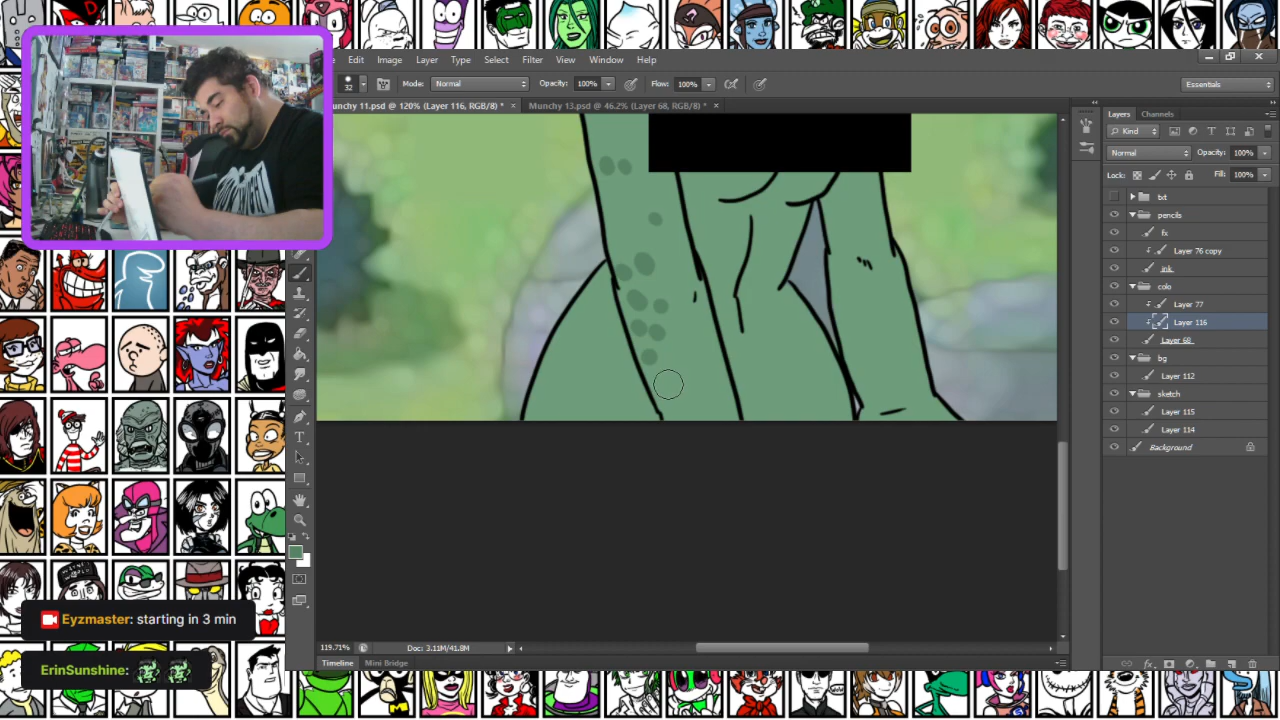 Edit Image Layer Type Select Filter View Window Help
32 Mode: Normal Opacity: 100% Flow: 100% Essentials
unchy 11.psd @ 120% (Layer 116, RGB/8) * × Munchy 13.psd @ 46.2% (Layer 68, RGB/8) * ×
Layers Channels
Kind
Normal Opacity: 100%
Lock: Fill: 100%
txt
pencils
fx
Layer 76 copy
ink
colo
Layer 77
Layer 116
Layer 68
bg
Layer 112
sketch
Layer 115
Layer 114
Background
Eyzmaster: starting in 3 min
ErinSunshine:
119.71% Doc: 3.11M/41.8M
Timeline Mini Bridge